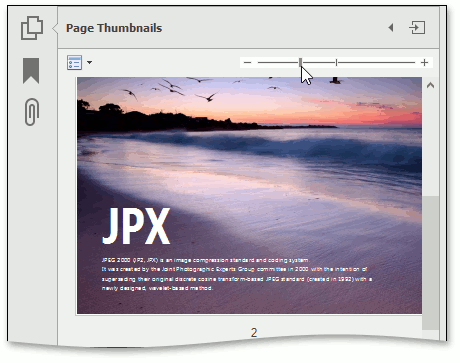 Page Thumbnails
JPX
JPEG 2000 (JP2, JPX) is an image compression standard and coding system
It was created by the Joint Photographic Experts Group committee in 2000 with the intention of
superseding their original discrete cosine transform-based JPEG standard (created in 1992) with a
newly designed, wavelet-based method.
2